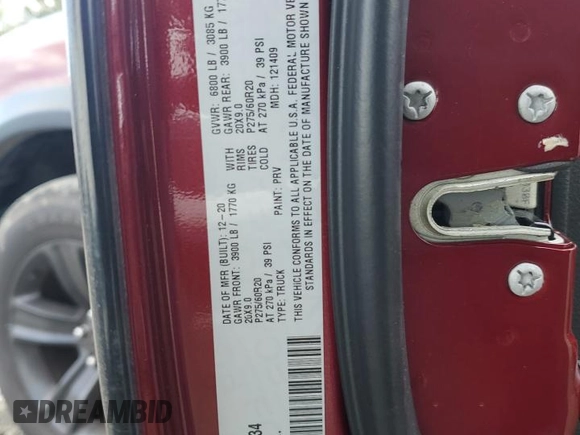 DATE OF MFR (BUILT): 12-20 GVWR: 6800 LB / 3085 KG
GAWR FRONT: 3900 LB / 1770 KG WITH GAWR REAR: 3900 LB /
20X9.0 RIMS 20X9.0
P275/60R20 TIRES P275/60R20
AT 270 kPa / 39 PSI COLD AT 270 kPa / 39 PSI
TYPE: TRUCK PAINT: PRV MDH: 121409
THIS VEHICLE CONFORMS TO ALL APPLICABLE U.S.A. FEDERAL MOTOR
STANDARDS IN EFFECT ON THE DATE OF MANUFACTURE SHOWN
34
DREAMBID